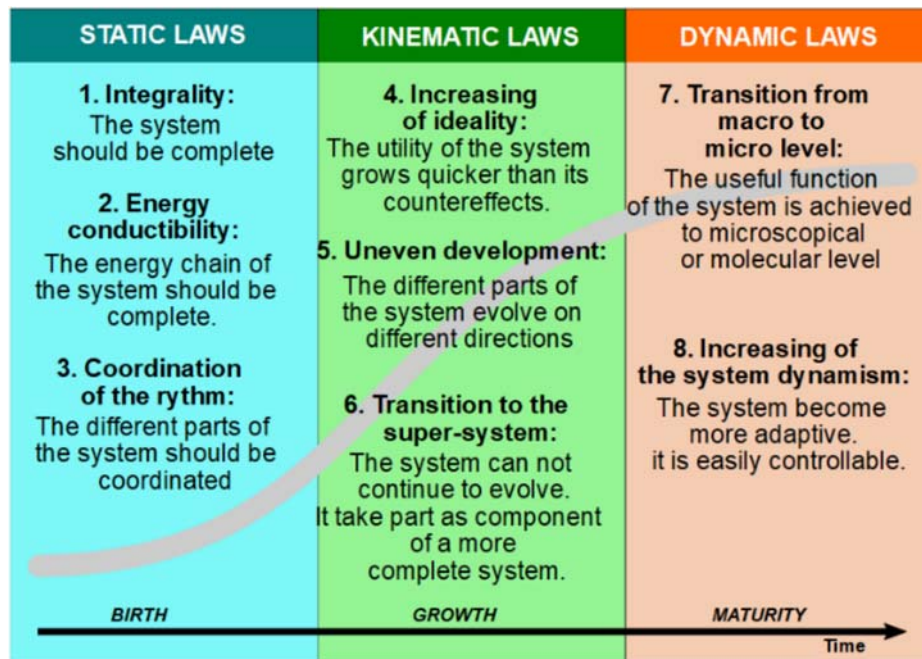 STATIC LAWS
1. Integrality:
The system
should be complete
2. Energy
conductibility:
The energy chain of
the system should be
complete.
3. Coordination
of the rythm:
The different parts of
the system should be
coordinated
BIRTH
KINEMATIC LAWS
4. Increasing
of ideality:
The utility of the system
grows quicker than its
countereffects.
5. Uneven development:
The different parts of
the system evolve on
different directions
6. Transition to the
super-system:
The system can not
continue to evolve.
It take part as component
of a more
complete system.
GROWTH
DYNAMIC LAWS
7. Transition from
macro to
micro level:
The useful function
of the system is achieved
to microscopical
or molecular level
8. Increasing of
the system dynamism:
The system become
more adaptive.
it is easily controllable.
MATURITY
Time